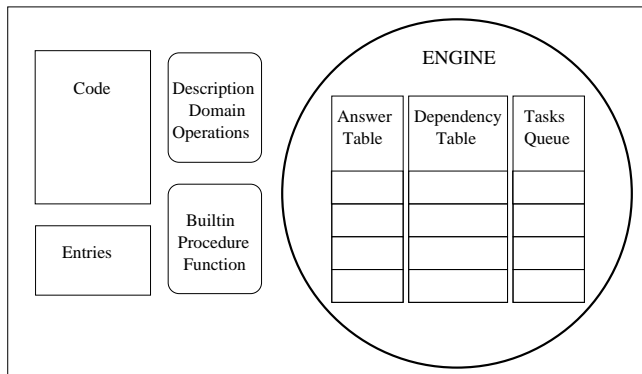 Code
Entries
Description
Domain
Operations
Builtin
Procedure
Function
ENGINE
Answer
Table
Dependency
Table
Tasks
Queue